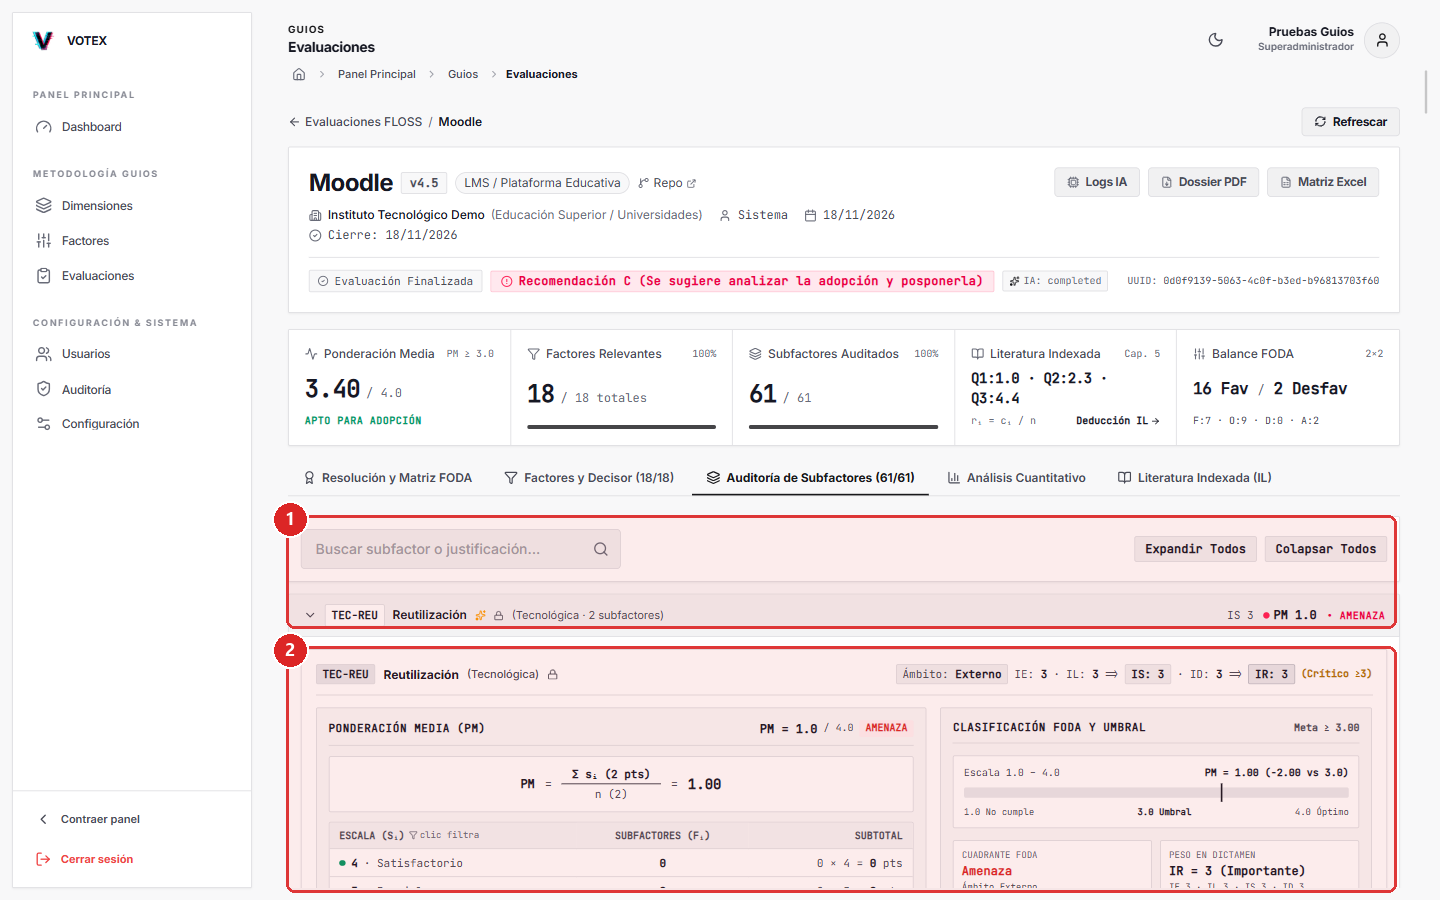 VOTEX
PANEL PRINCIPAL
Dashboard
METODOLOGÍA GUIOS
Dimensiones
Factores
Evaluaciones
CONFIGURACIÓN & SISTEMA
Usuarios
Auditoría
Configuración
Contraer panel
Cerrar sesión
GUIOS
Evaluaciones
Panel Principal > Guios > Evaluaciones
Pruebas Guios
Superadministrador
← Evaluaciones FLOSS / Moodle
Refrescar
Moodle v4.5 LMS / Plataforma Educativa Repo
Logs IA Dossier PDF Matriz Excel
Instituto Tecnológico Demo (Educación Superior / Universidades) Sistema 18/11/2026
Cierre: 18/11/2026
Evaluación Finalizada Recomendación C (Se sugiere analizar la adopción y posponerla) IA: completed UUID: 0d0f9139-5063-4c0f-b3ed-b96813703f60
Ponderación Media PM ≥ 3.0
3.40 / 4.0
APTO PARA ADOPCIÓN
Factores Relevantes 100%
18 / 18 totales
Subfactores Auditados 100%
61 / 61
Literatura Indexada Cap. 5
Q1:1.0 · Q2:2.3 ·
Q3:4.4
rᵢ = cᵢ / n Deducción IL →
Balance FODA 2×2
16 Fav / 2 Desfav
F:7 · O:9 · D:0 · A:2
Resolución y Matriz FODA Factores y Decisor (18/18) Auditoría de Subfactores (61/61) Análisis Cuantitativo Literatura Indexada (IL)
1
Buscar subfactor o justificación...
Expandir Todos Colapsar Todos
TEC-REU Reutilización (Tecnológica · 2 subfactores) IS 3 PM 1.0 • AMENAZA
2
TEC-REU Reutilización (Tecnológica) Ámbito: Externo IE: 3 · IL: 3 ⇒ IS: 3 · ID: 3 ⇒ IR: 3 (Crítico ≥3)
PONDERACIÓN MEDIA (PM) PM = 1.0 / 4.0 AMENAZA
PM = Σ sᵢ (2 pts) / n (2) = 1.00
ESCALA (Sᵢ) clic filtra SUBFACTORES (Fᵢ) SUBTOTAL
4 · Satisfactorio 0 0 × 4 = 0 pts
CLASIFICACIÓN FODA Y UMBRAL Meta ≥ 3.00
Escala 1.0 – 4.0 PM = 1.00 (-2.00 vs 3.0)
1.0 No cumple 3.0 Umbral 4.0 Óptimo
CUADRANTE FODA
Amenaza
Ámbito Externo
PESO EN DICTAMEN
IR = 3 (Importante)
IE 3 · IL 3 · IS 3 · ID 3